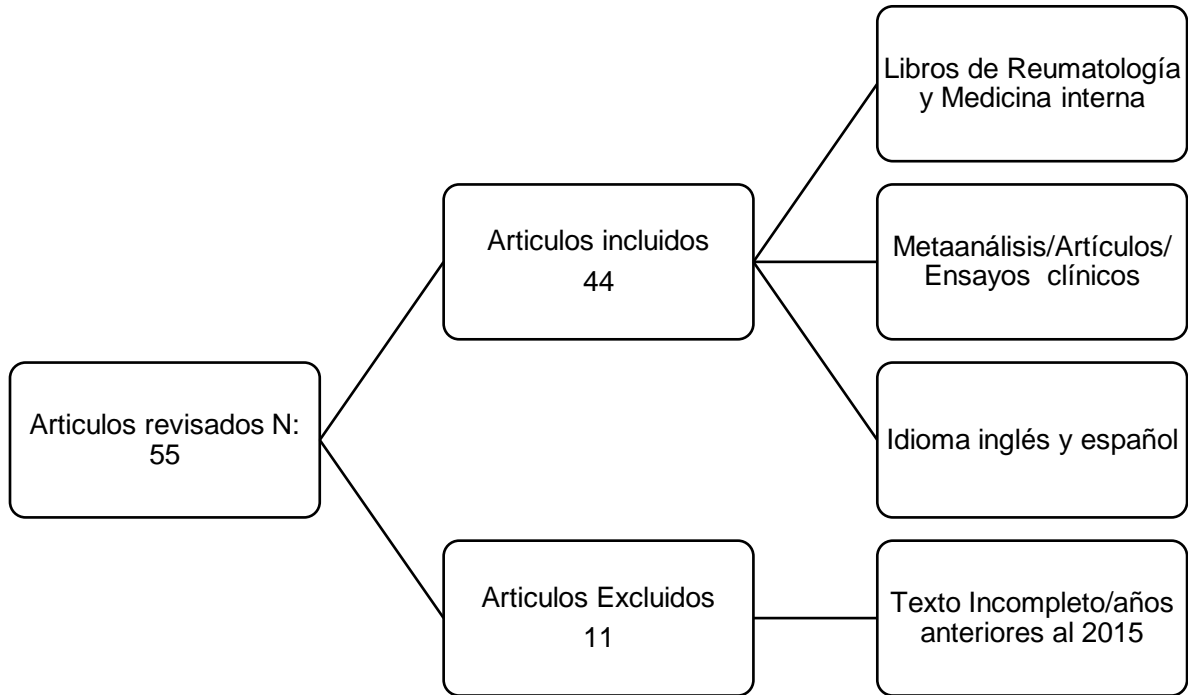 Articulos revisados N:
55
Articulos incluidos
44
Libros de Reumatología
y Medicina interna
Metaanálisis/Artículos/
Ensayos clínicos
Idioma inglés y español
Articulos Excluidos
11
Texto Incompleto/años
anteriores al 2015